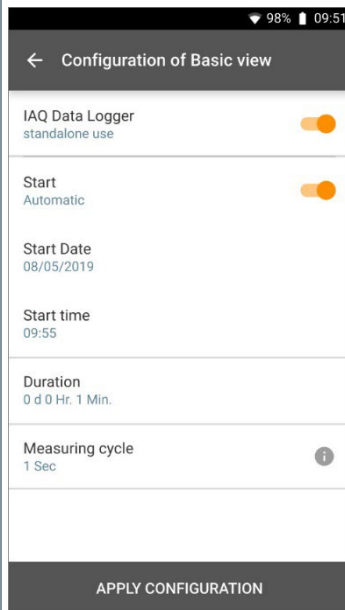 98% 09:51
Configuration of Basic view
IAQ Data Logger
standalone use
Start
Automatic
Start Date
08/05/2019
Start time
09:55
Duration
0 d 0 Hr. 1 Min.
Measuring cycle
1 Sec
APPLY CONFIGURATION